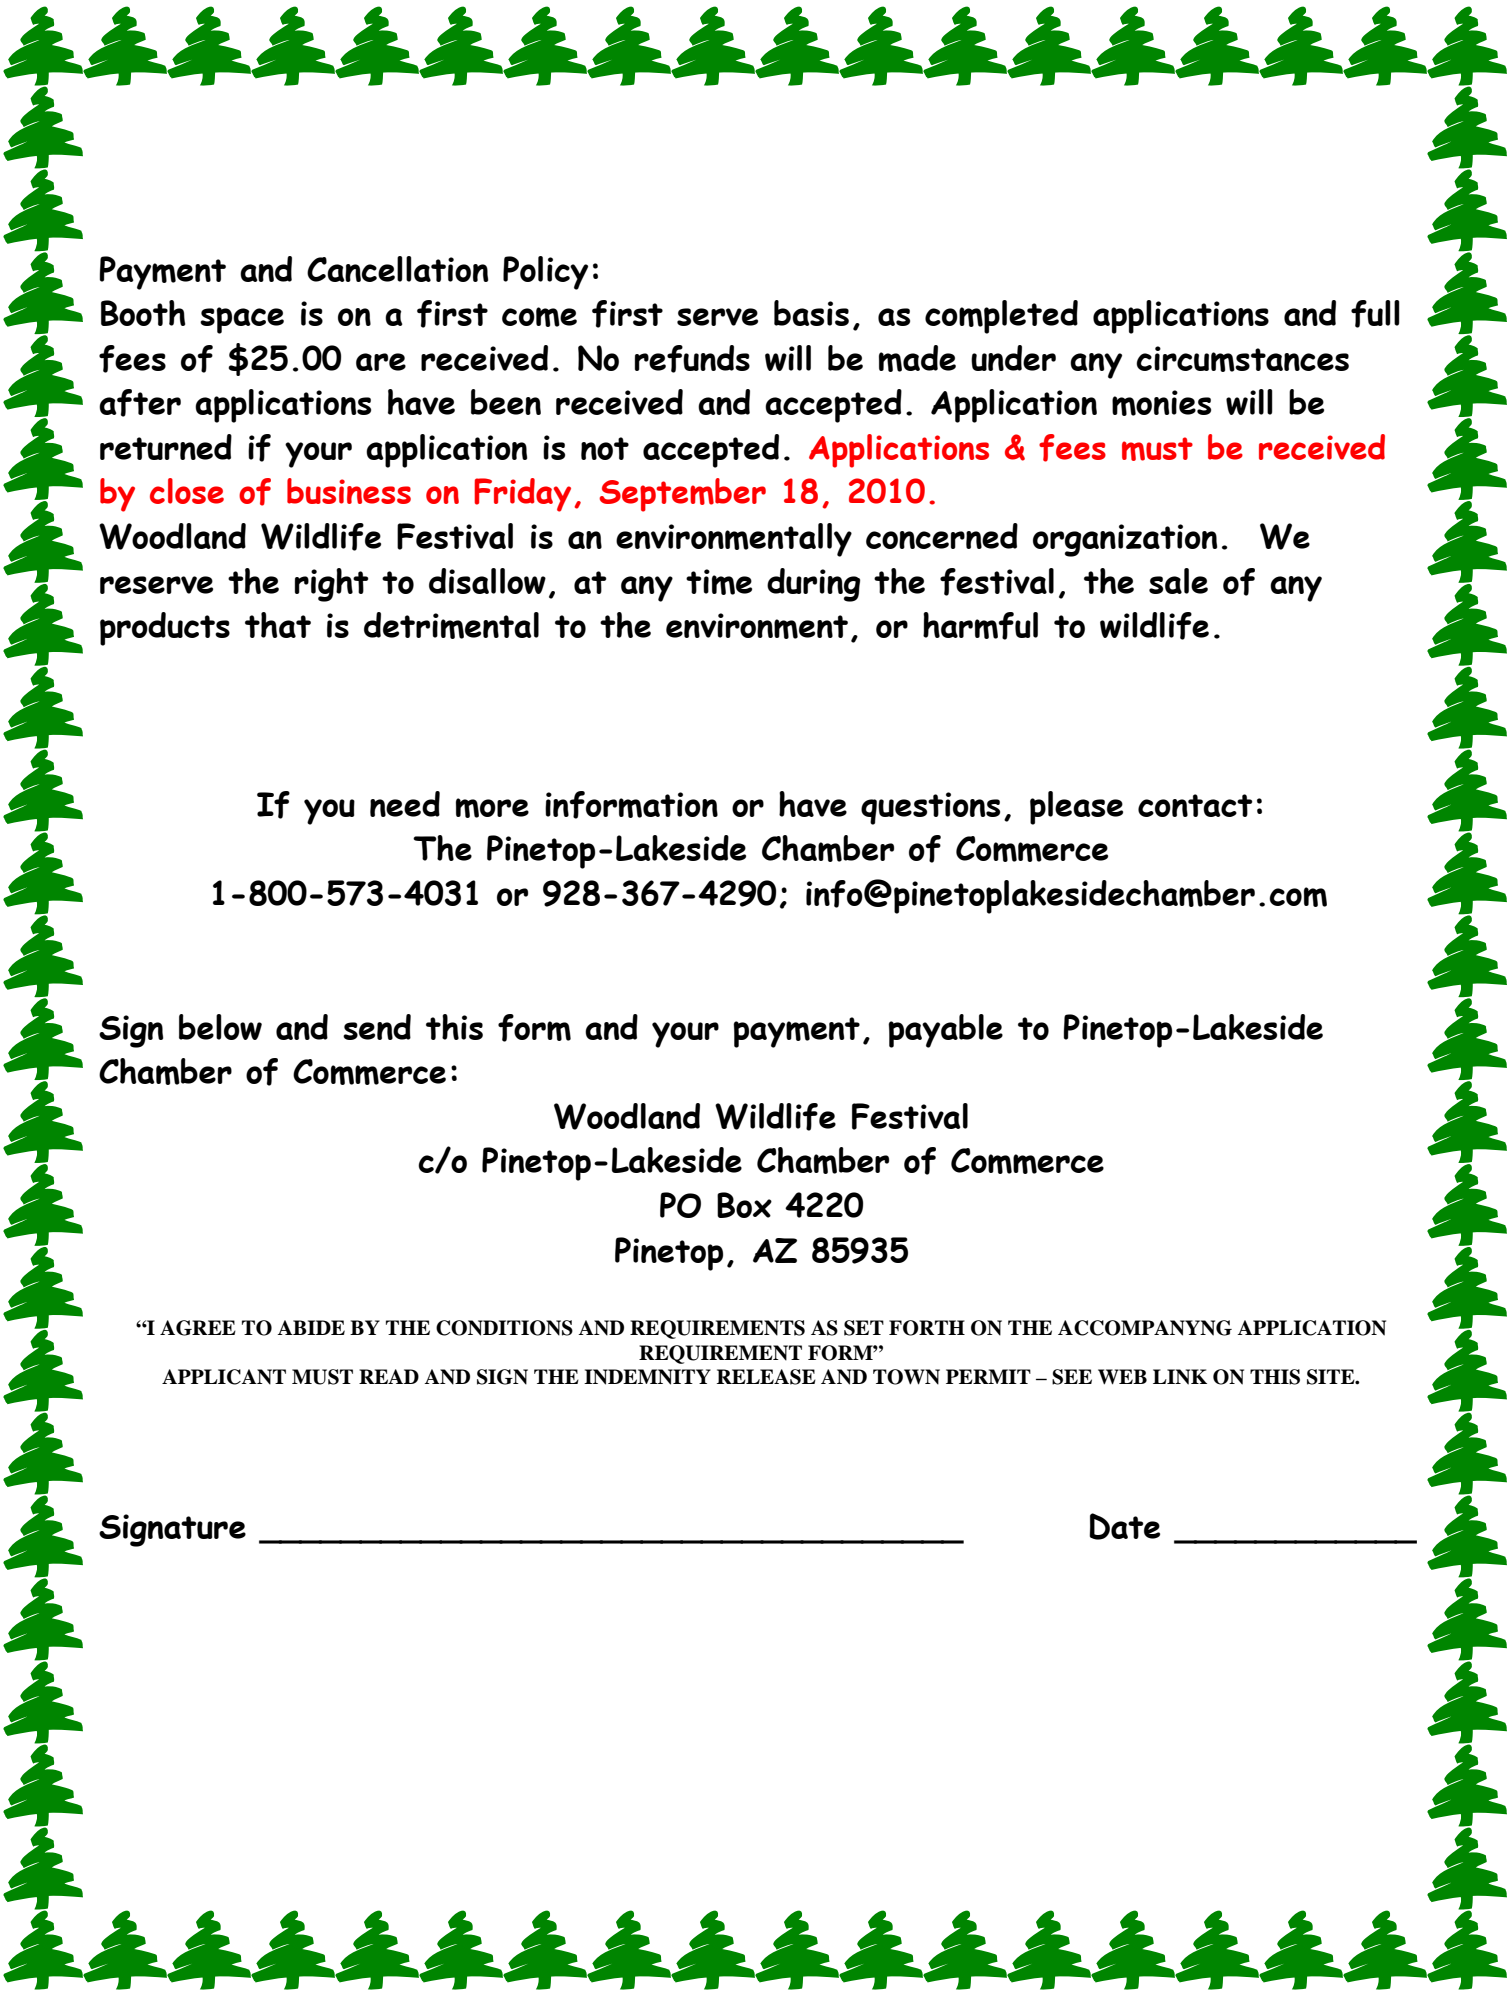 Payment and Cancellation Policy:
Booth space is on a first come first serve basis, as completed applications and full
fees of $25.00 are received. No refunds will be made under any circumstances
after applications have been received and accepted. Application monies will be
returned if your application is not accepted. Applications & fees must be received
by close of business on Friday, September 18, 2010.
Woodland Wildlife Festival is an environmentally concerned organization. We
reserve the right to disallow, at any time during the festival, the sale of any
products that is detrimental to the environment, or harmful to wildlife.
If you need more information or have questions, please contact:
The Pinetop-Lakeside Chamber of Commerce
1-800-573-4031 or 928-367-4290; info@pinetoplakesidechamber.com
Sign below and send this form and your payment, payable to Pinetop-Lakeside
Chamber of Commerce:
Woodland Wildlife Festival
c/o Pinetop-Lakeside Chamber of Commerce
PO Box 4220
Pinetop, AZ 85935
“I AGREE TO ABIDE BY THE CONDITIONS AND REQUIREMENTS AS SET FORTH ON THE ACCOMPANYNG APPLICATION
REQUIREMENT FORM”
APPLICANT MUST READ AND SIGN THE INDEMNITY RELEASE AND TOWN PERMIT – SEE WEB LINK ON THIS SITE.
Signature ___________________________________ Date ____________